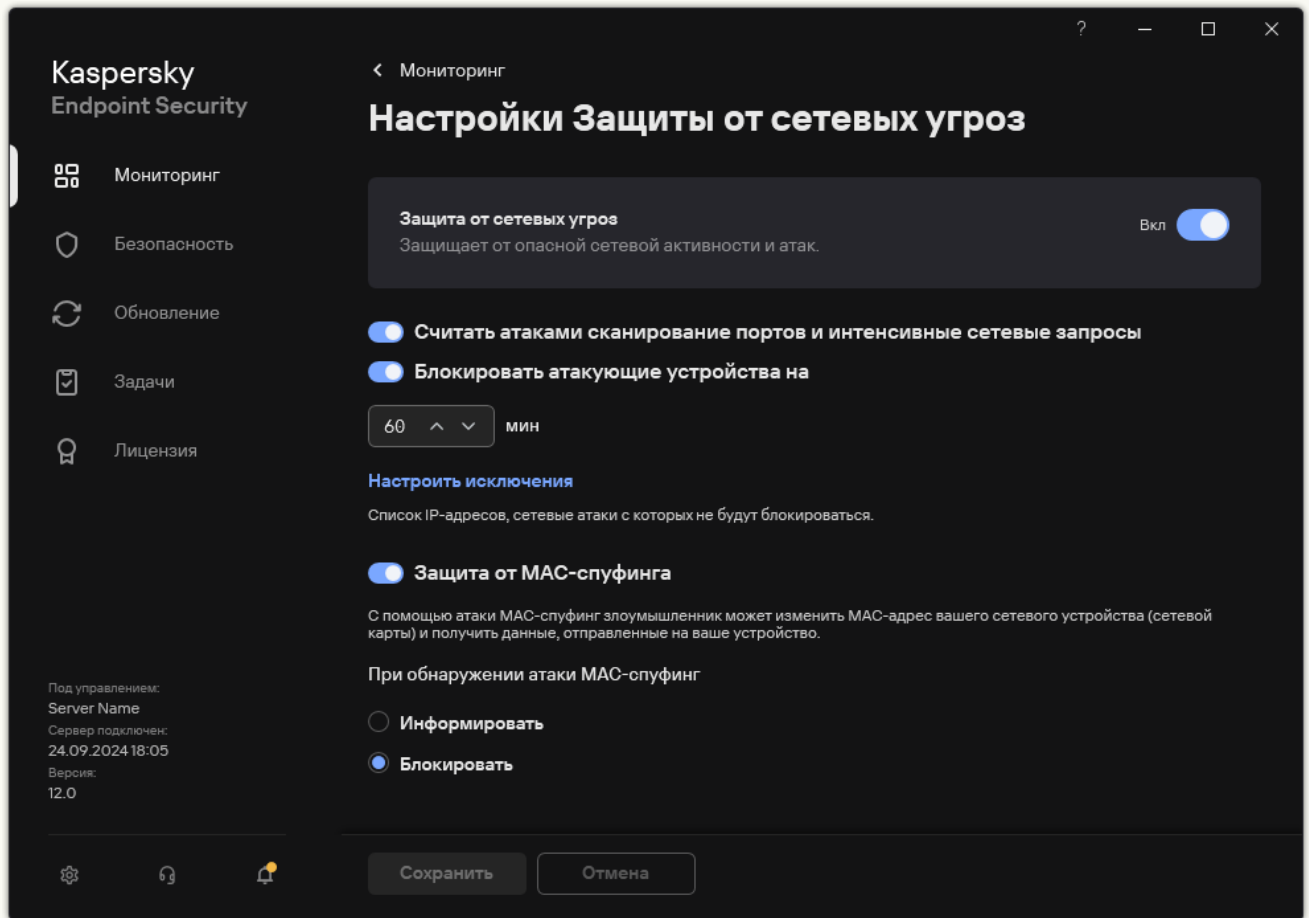 ?
Kaspersky
Endpoint Security
Мониторинг
Безопасность
Обновление
Задачи
Лицензия
Под управлением:
Server Name
Сервер подключен:
24.09.2024 18:05
Версия:
12.0
Мониторинг
Настройки Защиты от сетевых угроз
Защита от сетевых угроз
Вкл
Защищает от опасной сетевой активности и атак.
Считать атаками сканирование портов и интенсивные сетевые запросы
Блокировать атакующие устройства на
60 мин
Настроить исключения
Список IP-адресов, сетевые атаки с которых не будут блокироваться.
Защита от MAC-спуфинга
С помощью атаки MAC-спуфинг злоумышленник может изменить MAC-адрес вашего сетевого устройства (сетевой
карты) и получить данные, отправленные на ваше устройство.
При обнаружении атаки MAC-спуфинг
Информировать
Блокировать
Сохранить
Отмена